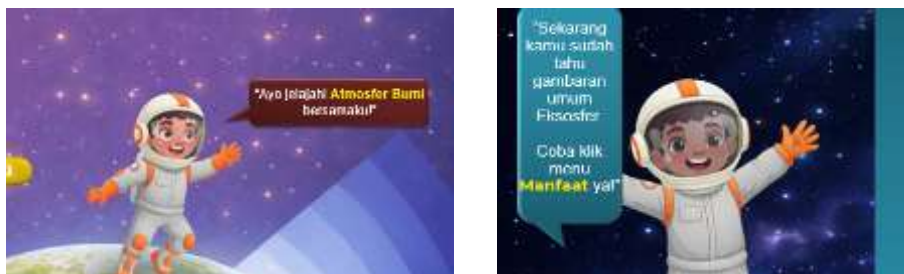 "Ayo jelajahi Atmosfer Bumi
bersamaku!"
"Sekarang
kamu sudah
tahu
gambaran
umum
Eksosfer
Coba klik
menu
Manfaat ya!"